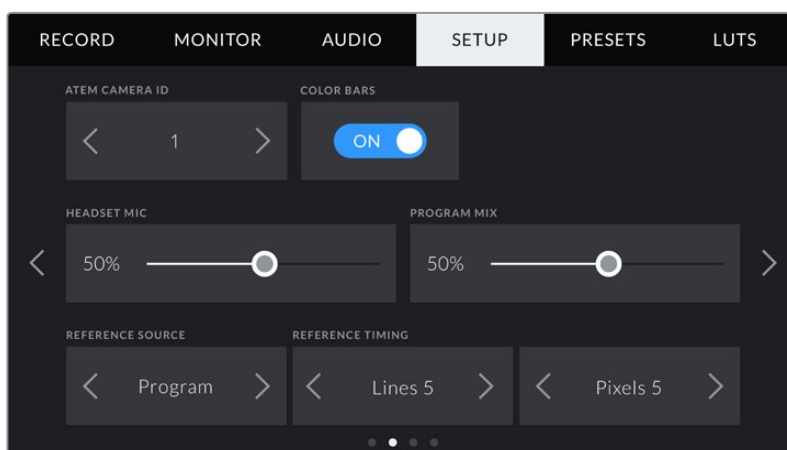 RECORD MONITOR AUDIO SETUP PRESETS LUTS
ATEM CAMERA ID COLOR BARS
1 ON
HEADSET MIC PROGRAM MIX
50% 50%
REFERENCE SOURCE REFERENCE TIMING
Program Lines 5 Pixels 5